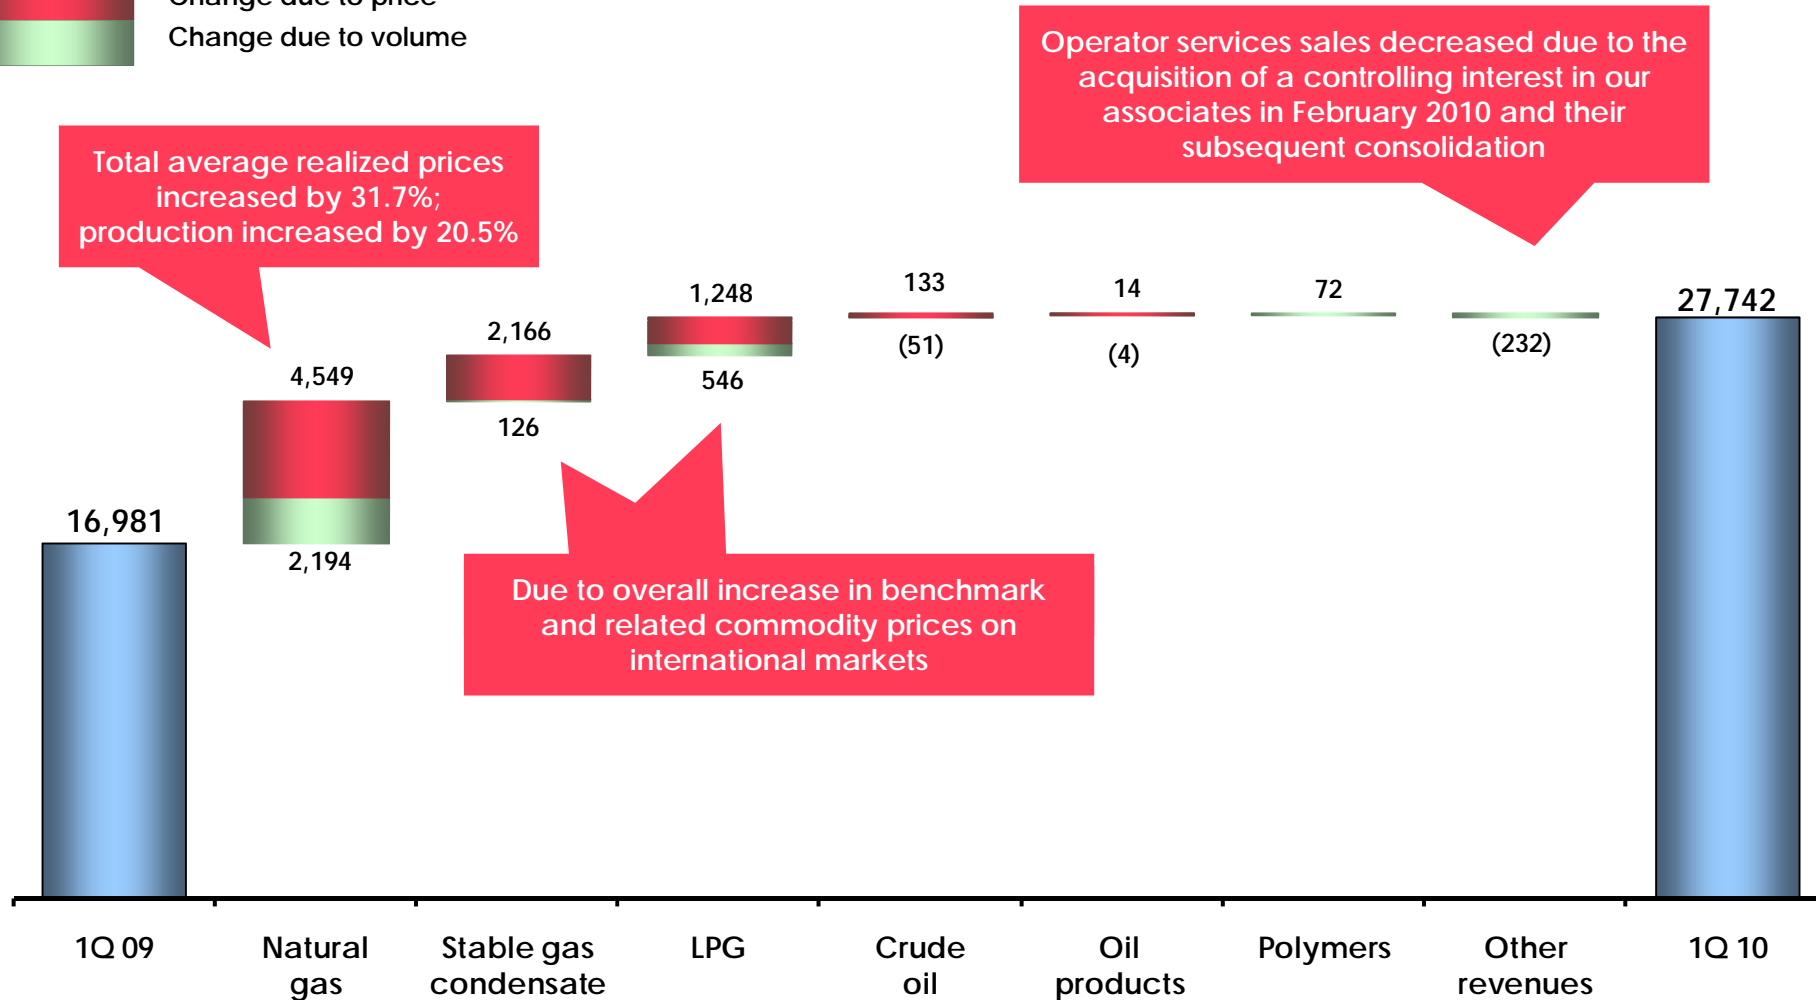 Change due to price
Change due to volume
Operator services sales decreased due to the
acquisition of a controlling interest in our
associates in February 2010 and their
subsequent consolidation
Total average realized prices
increased by 31.7%;
production increased by 20.5%
1,248
133
14
72
27,742
2,166
(51)
(4)
(232)
4,549
546
126
16,981
2,194
Due to overall increase in benchmark
and related commodity prices on
international markets
1Q 09
Natural
gas
Stable gas
condensate
LPG
Crude
oil
Oil
products
Polymers
Other
revenues
1Q 10